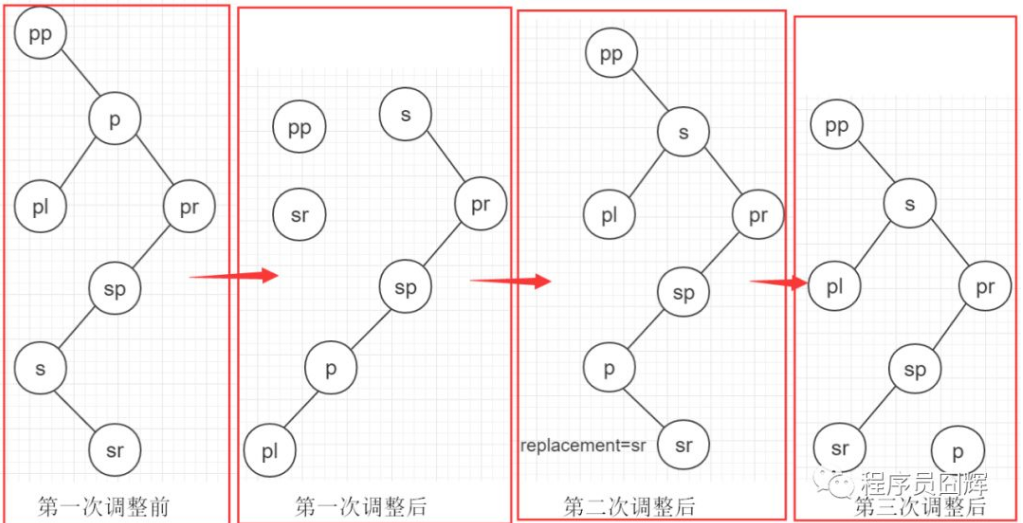 pp
p
pl
pr
sp
s
sr
第一次调整前
pp
s
sr
pr
sp
p
pl
第一次调整后
pp
s
pl
pr
sp
p
replacement=sr
sr
第二次调整后
pp
s
pl
pr
sp
sr
p
程序员囧辉
第三次调整后